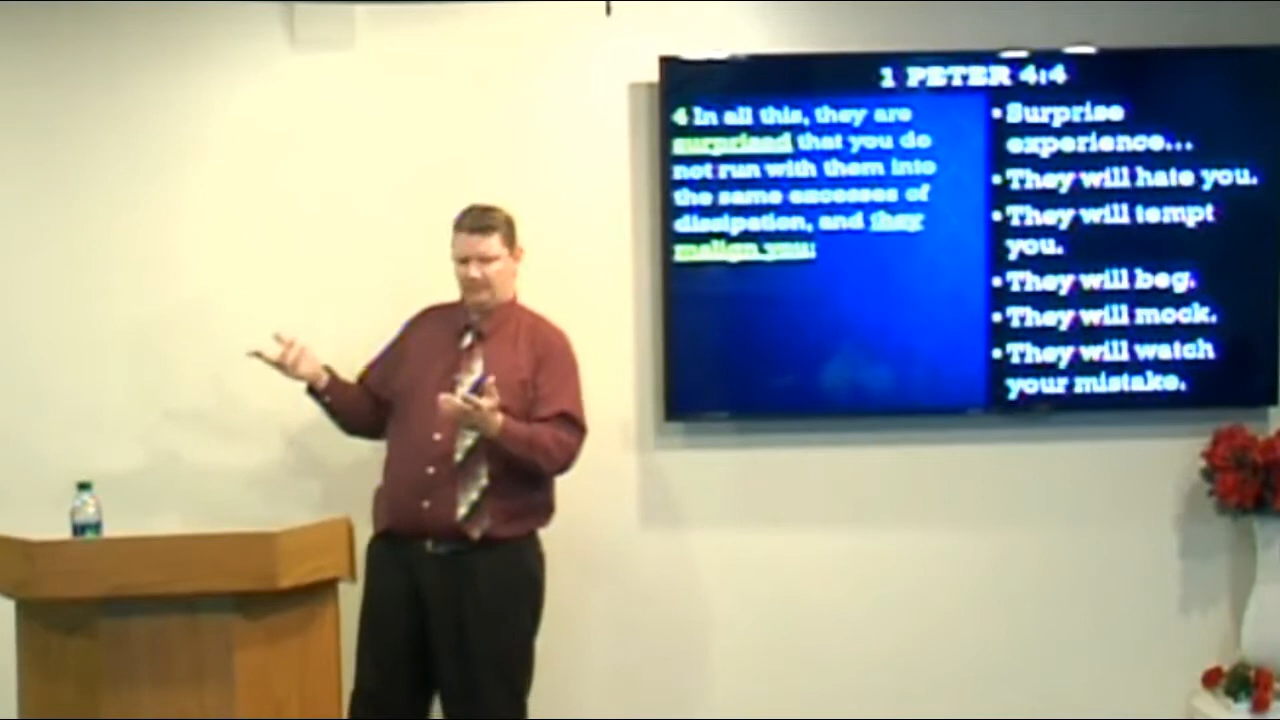 1 PETER 4:4
4 In all this, they are
surprised that you do
not run with them into
the same excesses of
dissipation, and they
malign you;
• Surprise
experience...
• They will hate you.
• They will tempt
you.
• They will beg.
• They will mock.
• They will watch
your mistake.